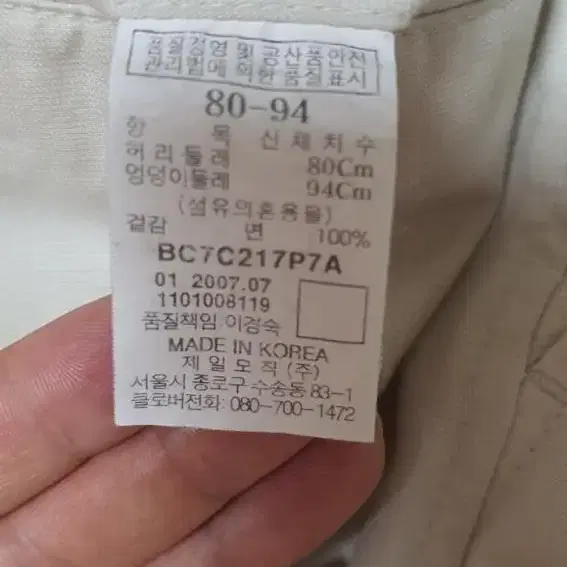 품질경영 및 공산품안전
관리법에 의한 품질표시
80-94
항 목 신체치수
허리둘레 80Cm
엉덩이둘레 94Cm
(섬유의혼용율)
겉감 면 100%
BC7C217P7A
01 2007.07
1101008119
품질책임 이경숙
MADE IN KOREA
제일모직(주)
서울시 종로구 수송동 83-1
클로버전화: 080-700-1472